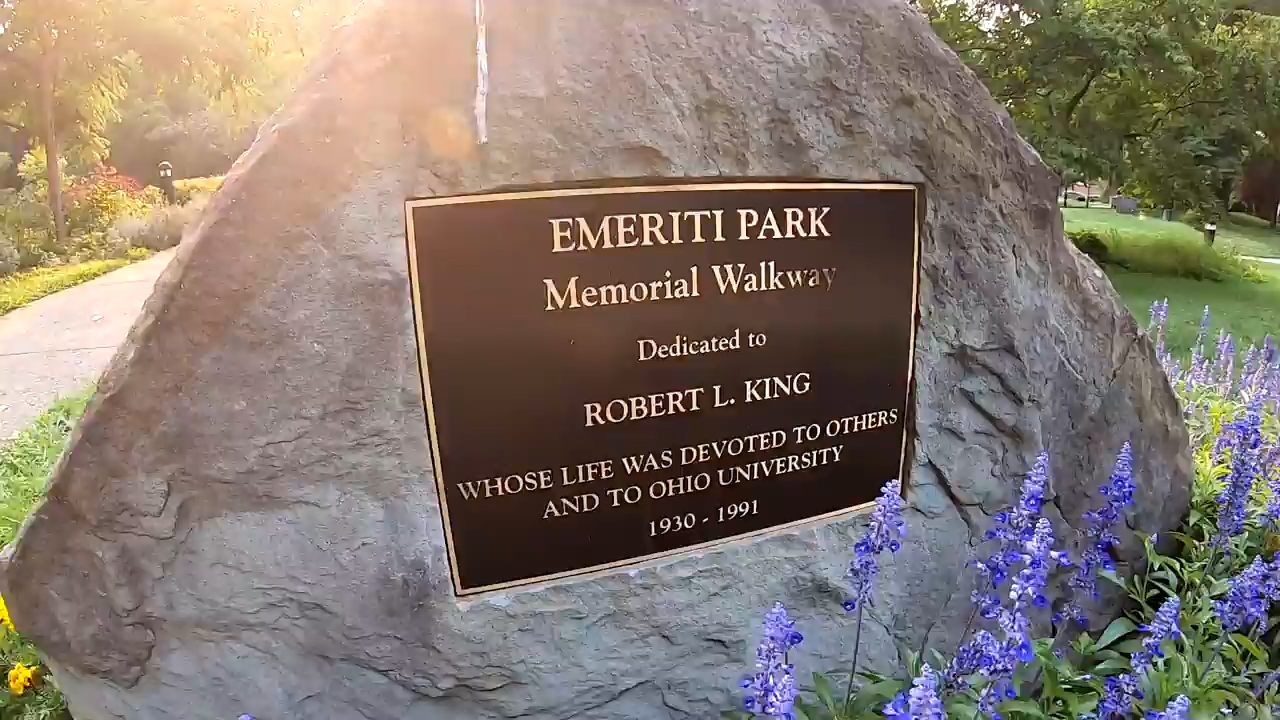 EMERITI PARK
Memorial Walkway
Dedicated to
ROBERT L. KING
WHOSE LIFE WAS DEVOTED TO OTHERS
AND TO OHIO UNIVERSITY
1930 - 1991